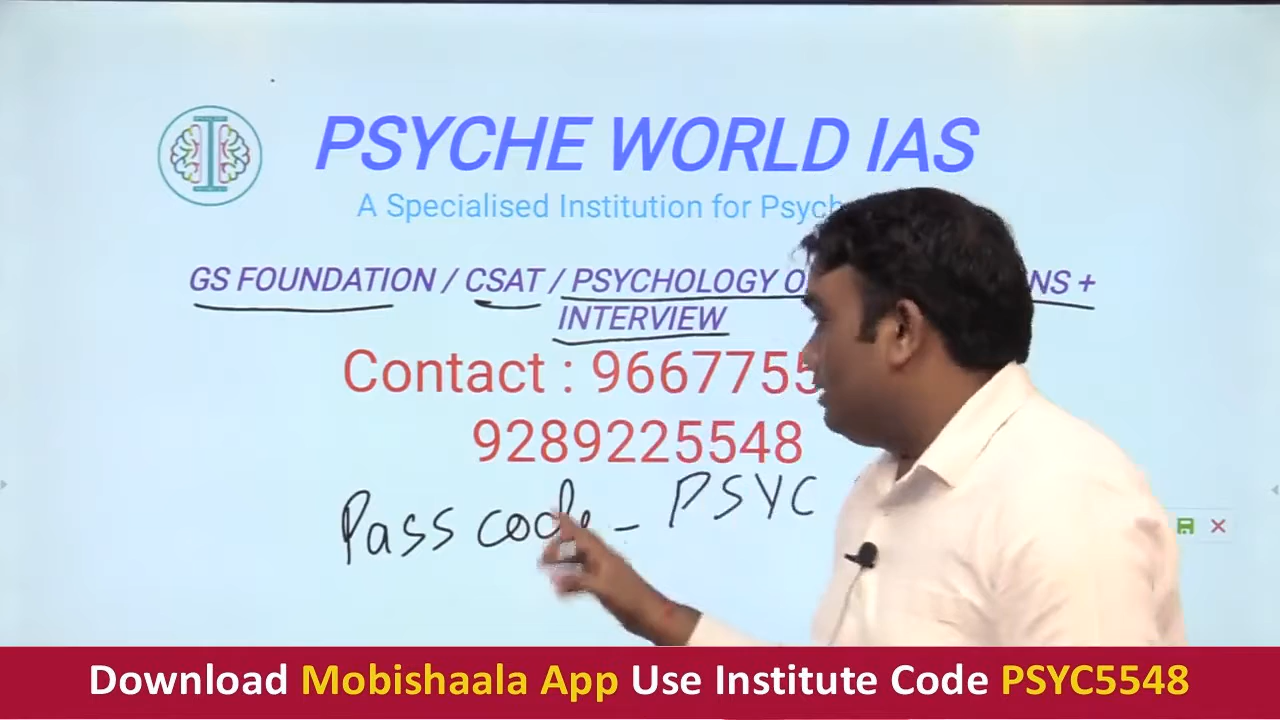 PSYCHE WORLD IAS
A Specialised Institution for Psych
GS FOUNDATION / CSAT / PSYCHOLOGY O NS +
INTERVIEW
Contact : 9667755
9289225548
Pass code - PSYC
Download Mobishaala App Use Institute Code PSYC5548